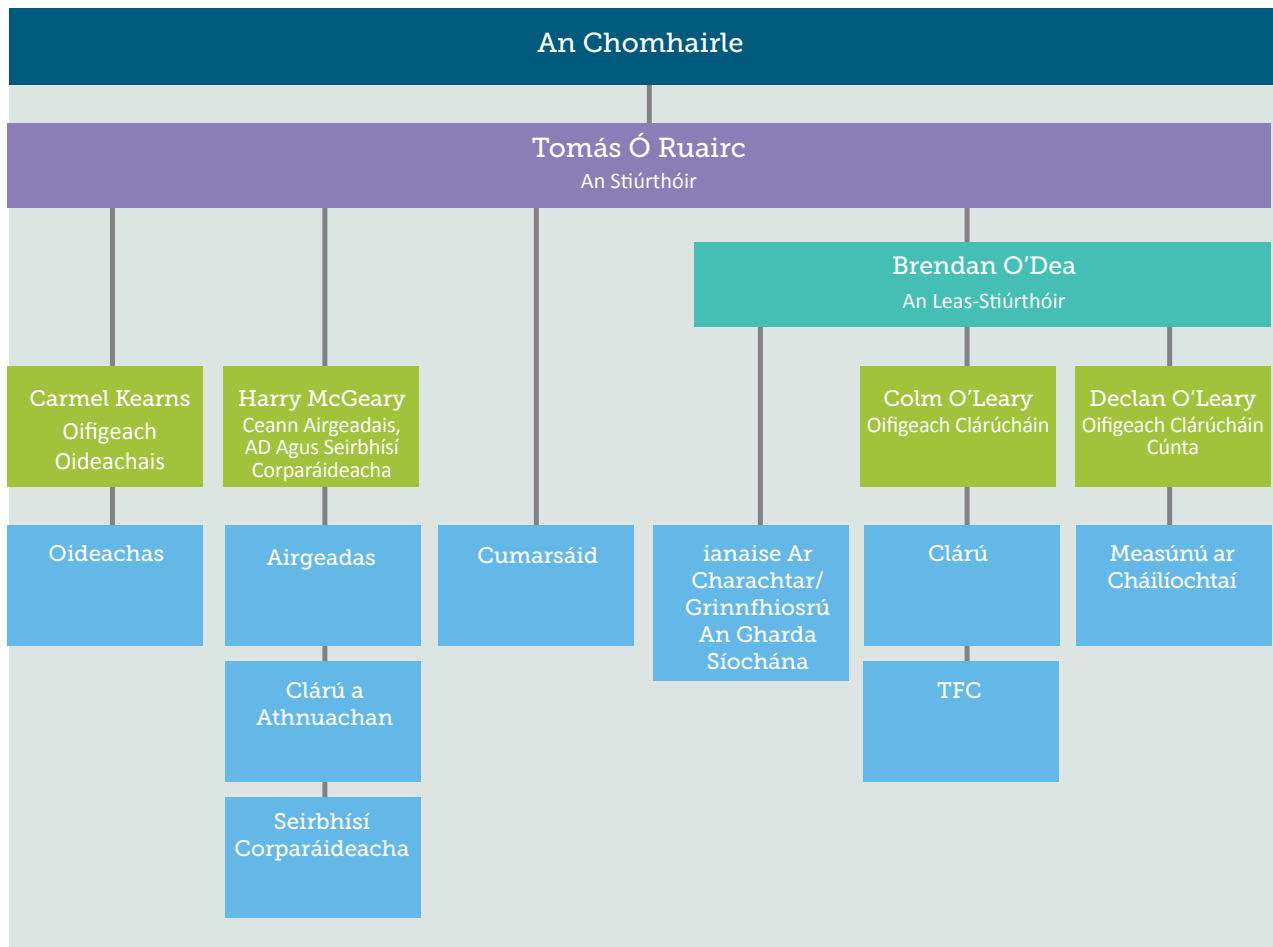 An Chomhairle
Tomás Ó Ruairc
An Stiúrthóir
Brendan O'Dea
An Leas-Stiúrthóir
Carmel Kearns
Oifigeach
Oideachais
Harry McGeary
Ceann Airgeadais,
AD Agus Seirbhísí
Corparáideacha
Colm O'Leary
Oifigeach Clárúcháin
Declan O'Leary
Oifigeach Clárúcháin
Cúnta
Oideachas
Airgeadas
Cumarsáid
ianaise Ar
Charachtar/
Grinnfhiosrú
An Gharda
Síochána
Clárú
Measúnú ar
Cháilíochtaí
Clárú a
Athnuachan
TFC
Seirbhísí
Corparáideacha